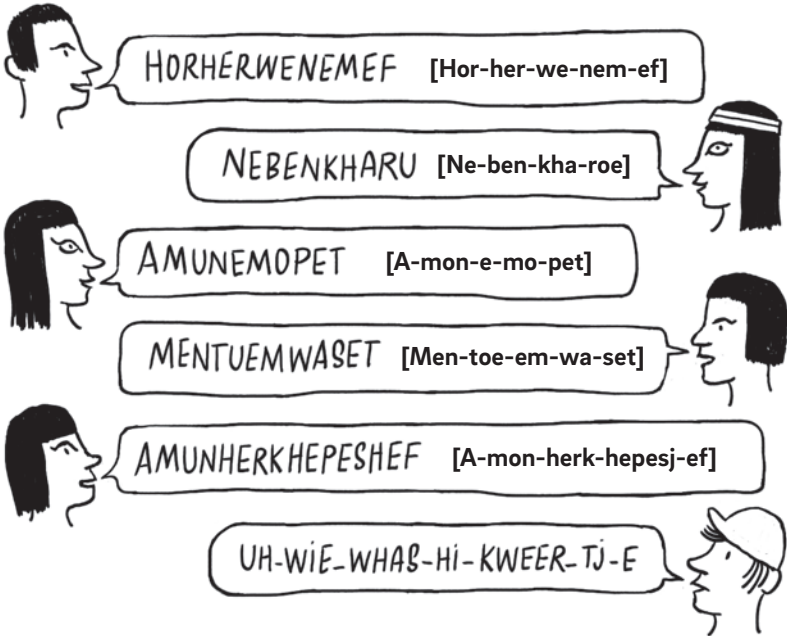 HORHERWENEMEF [Hor-her-we-nem-ef]
NEBENKHARU [Ne-ben-kha-roe]
AMUNEMOPET [A-mon-e-mo-pet]
MENTUEMWASET [Men-toe-em-wa-set]
AMUNHERKHEPESHEF [A-mon-herk-hepesj-ef]
UH-WiE-WHAS-Hi-KWEER-TJ-E